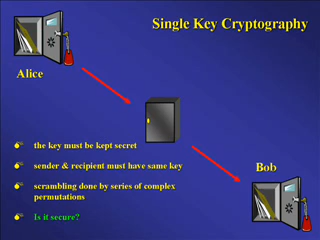 Single Key Cryptography
Alice
the key must be kept secret
sender & recipient must have same key
Bob
scrambling done by series of complex
permutations
Is it secure?